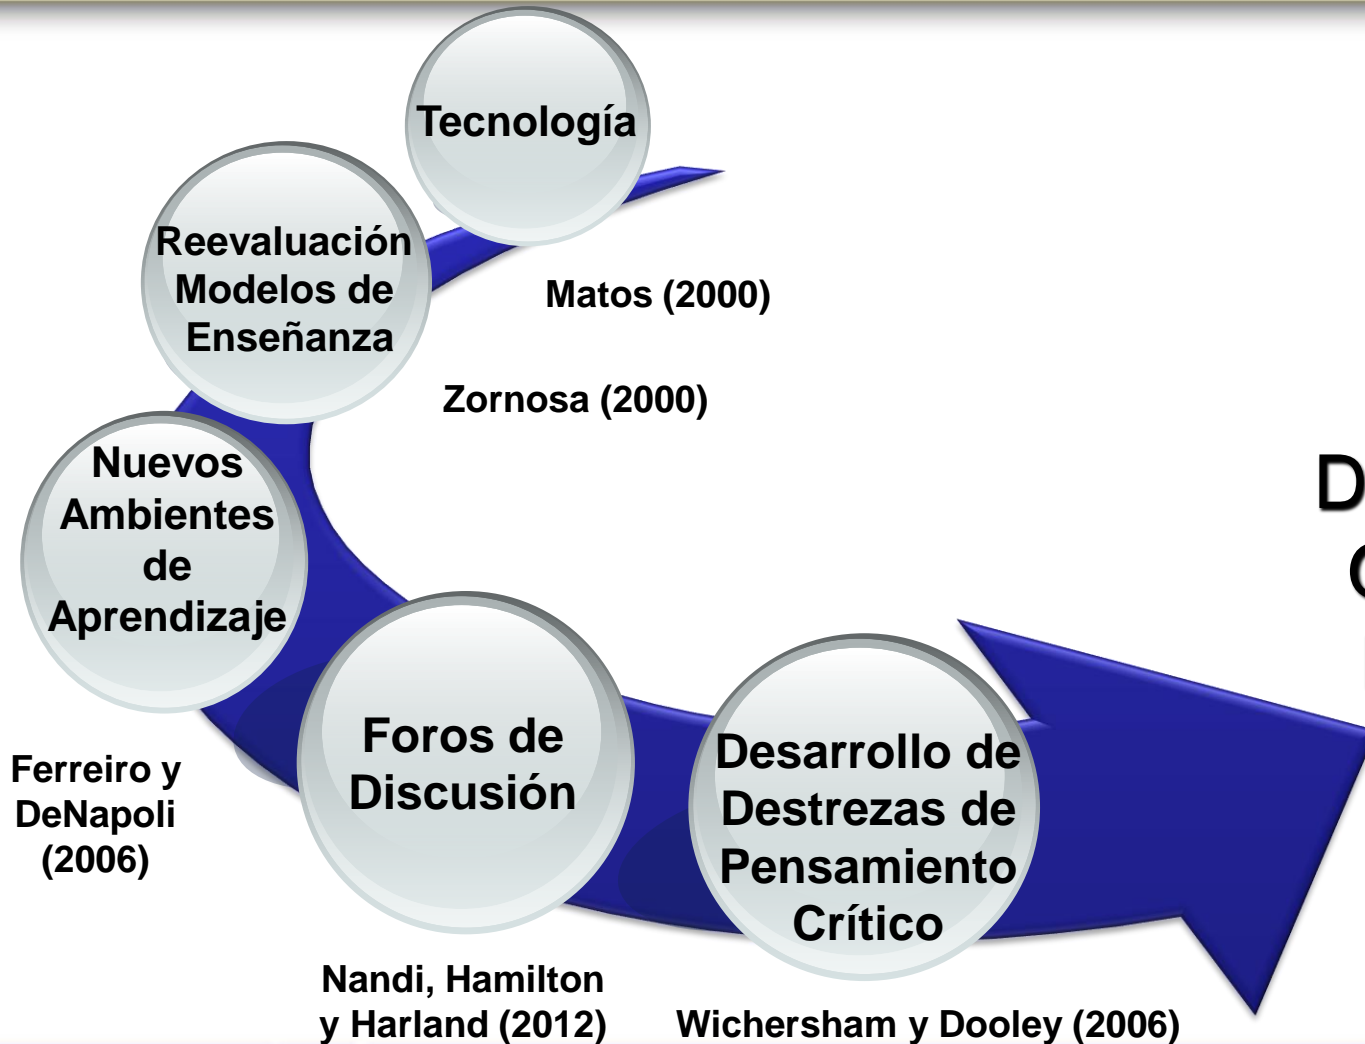 Tecnología
Reevaluación
Modelos de
Enseñanza
Matos (2000)
Zornosa (2000)
Nuevos
Ambientes
de
Aprendizaje
Foros de
Discusión
Desarrollo de
Destrezas de
Pensamiento
Crítico
Ferreiro y
DeNapoli
(2006)
Nandi, Hamilton
y Harland (2012)
Wichersham y Dooley (2006)
D